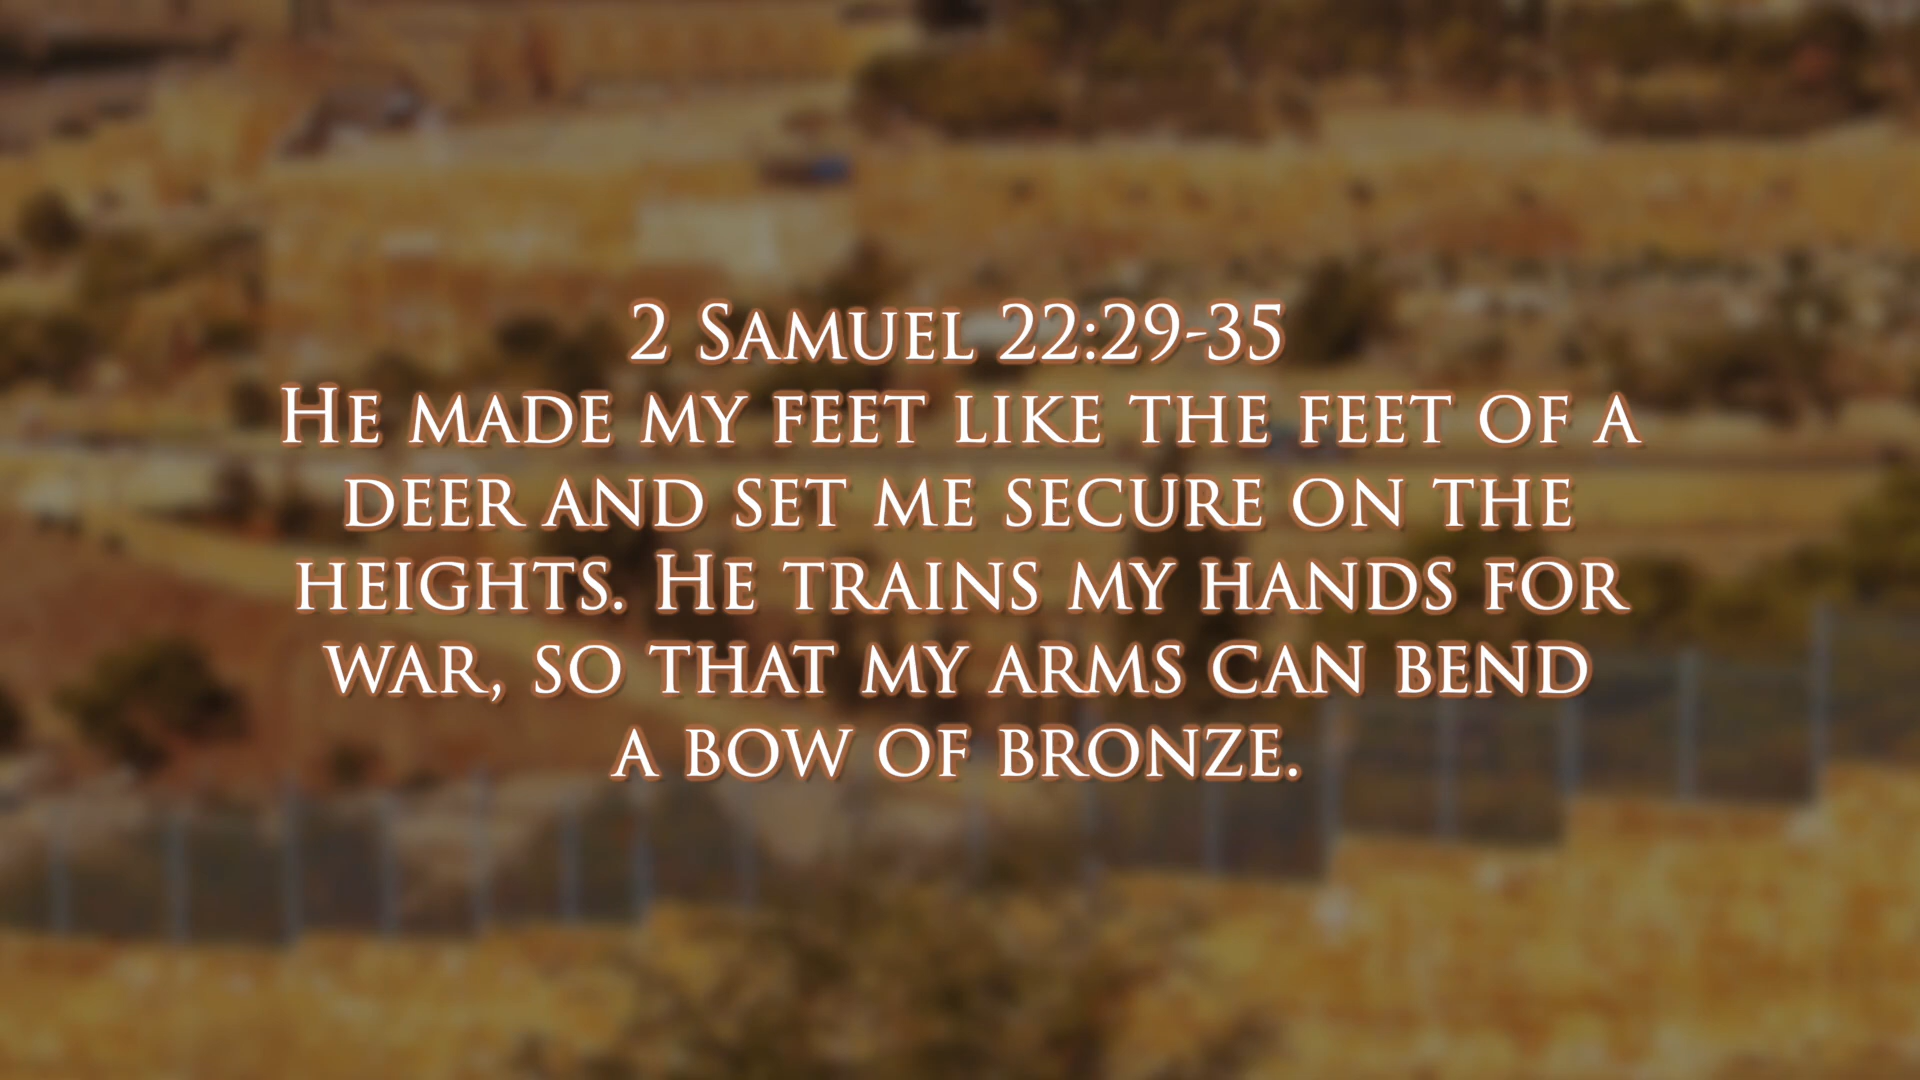 2 Samuel 22:29-35
He made my feet like the feet of a
deer and set me secure on the
heights. He trains my hands for
war, so that my arms can bend
a bow of bronze.